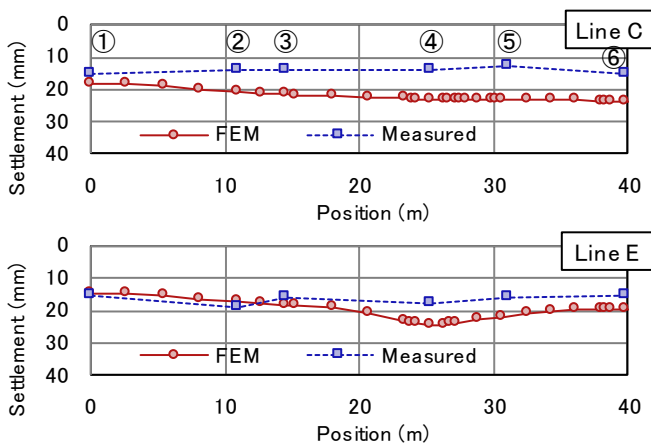 0
①
②
③
④
⑤
Line C
⑥
10
20
30
40
FEM
Measured
Settlement (mm)
0
10
20
30
40
Position (m)
0
Line E
10
20
30
40
FEM
Measured
Settlement (mm)
0
10
20
30
40
Position (m)